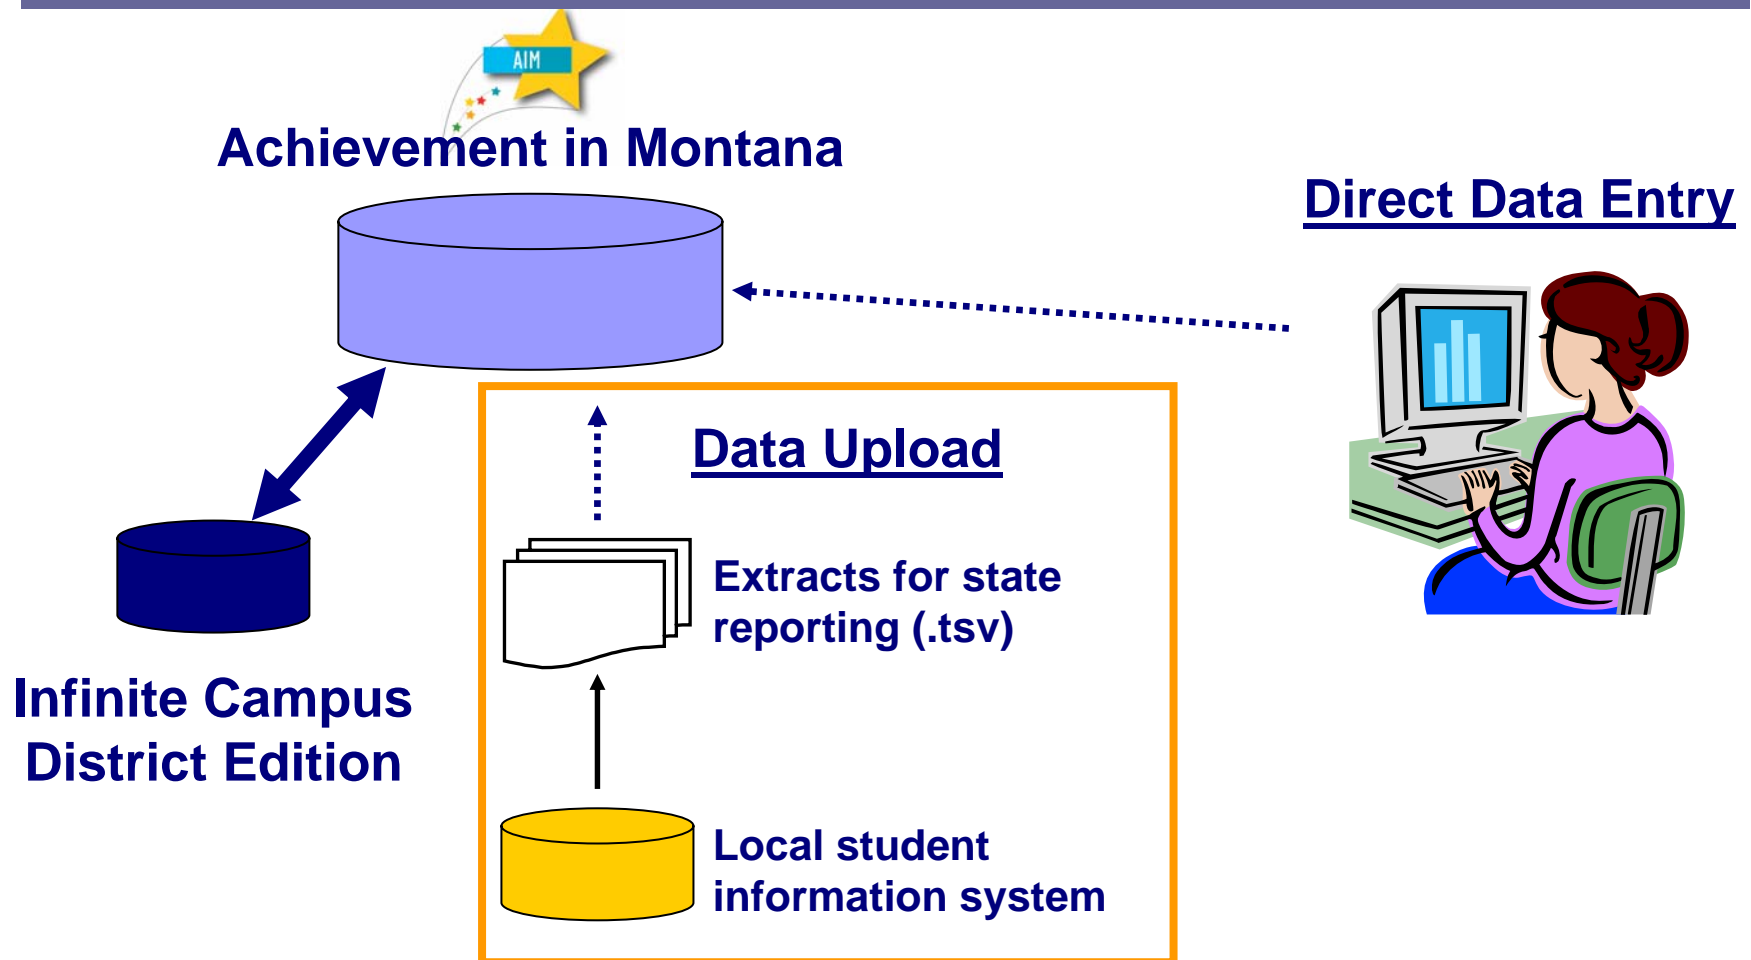 AIM
Achievement in Montana
Direct Data Entry
Data Upload
Extracts for state
reporting (.tsv)
Infinite Campus
District Edition
Local student
information system